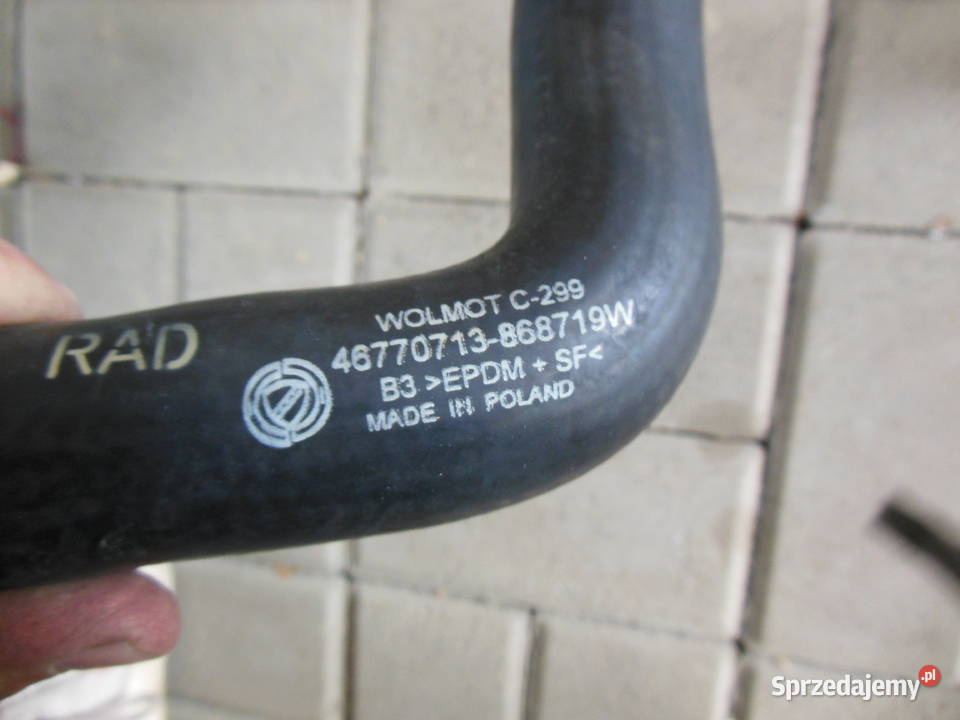 RAD
WOLMOT C-299
46770713-868719W
B3 >EPDM + SF<
MADE IN POLAND
Sprzedajemy.pl